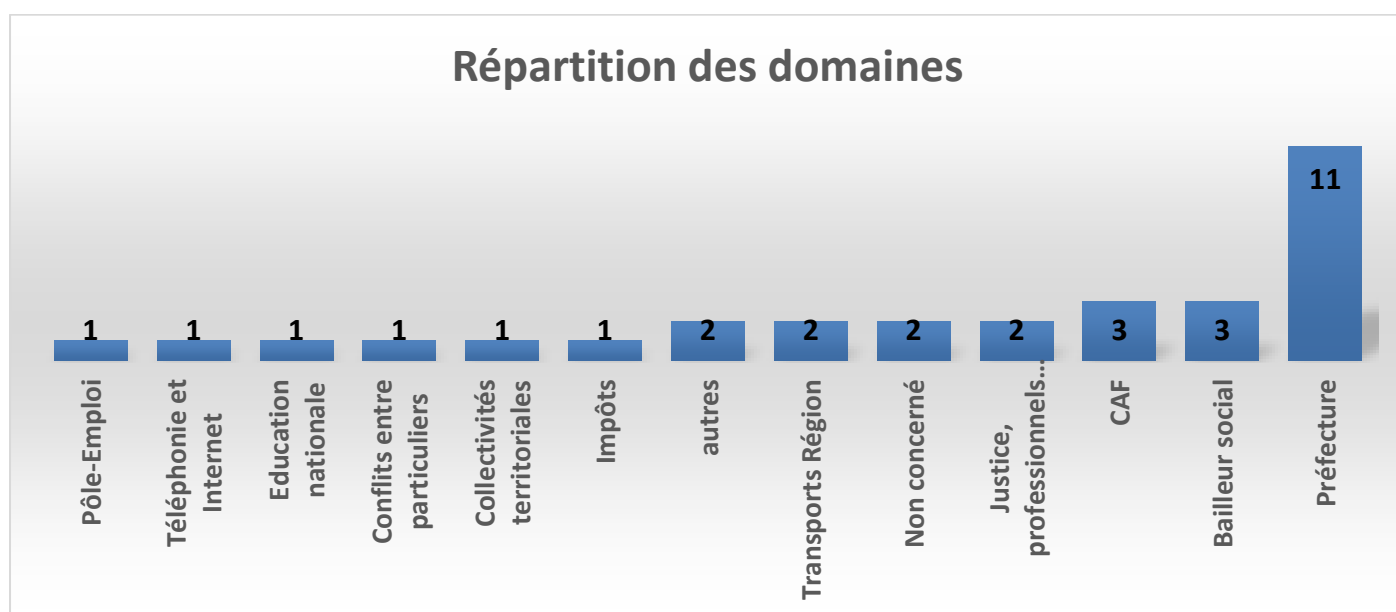 Répartition des domaines
1
1
1
1
1
1
2
2
2
2
3
3
11
Pôle-Emploi
Téléphonie et
Internet
Education
nationale
Conflits entre
particuliers
Collectivités
territoriales
Impôts
autres
Transports Région
Non concerné
Justice,
professionnels…
CAF
Bailleur social
Préfecture